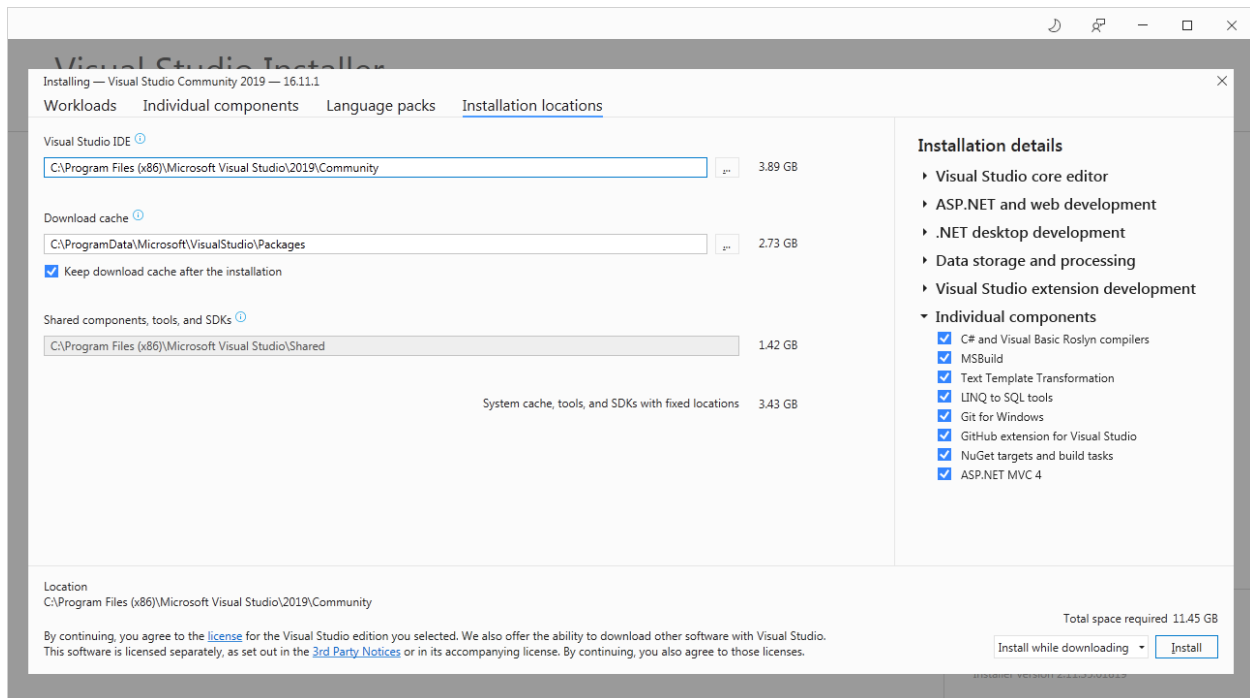 Visual Studio Installer
Installing — Visual Studio Community 2019 — 16.11.1
Workloads Individual components Language packs Installation locations
Visual Studio IDE
C:\Program Files (x86)\Microsoft Visual Studio\2019\Community ... 3.89 GB
Download cache
C:\ProgramData\Microsoft\VisualStudio\Packages ... 2.73 GB
Keep download cache after the installation
Shared components, tools, and SDKs
C:\Program Files (x86)\Microsoft Visual Studio\Shared 1.42 GB
System cache, tools, and SDKs with fixed locations 3.43 GB
Installation details
Visual Studio core editor
ASP.NET and web development
.NET desktop development
Data storage and processing
Visual Studio extension development
Individual components
C# and Visual Basic Roslyn compilers
MSBuild
Text Template Transformation
LINQ to SQL tools
Git for Windows
GitHub extension for Visual Studio
NuGet targets and build tasks
ASP.NET MVC 4
Location
C:\Program Files (x86)\Microsoft Visual Studio\2019\Community
By continuing, you agree to the license for the Visual Studio edition you selected. We also offer the ability to download other software with Visual Studio.
This software is licensed separately, as set out in the 3rd Party Notices or in its accompanying license. By continuing, you also agree to those licenses.
Total space required 11.45 GB
Install while downloading Install